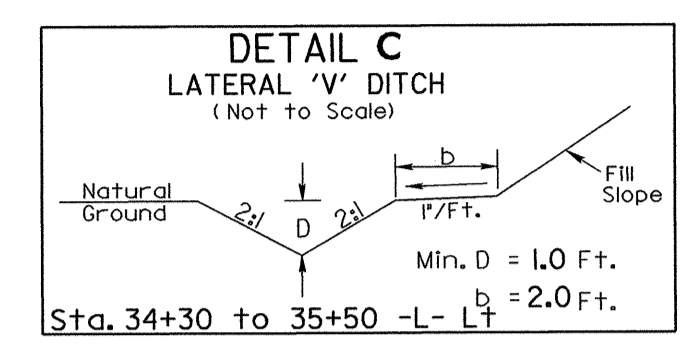 DETAIL C
LATERAL 'V' DITCH
(Not to Scale)
b
Natural
Ground
2:1
D
2:1
1"/Ft.
Fill
Slope
Min. D = 1.0 Ft.
b = 2.0 Ft.
Sta. 34+30 to 35+50 -L- Lt